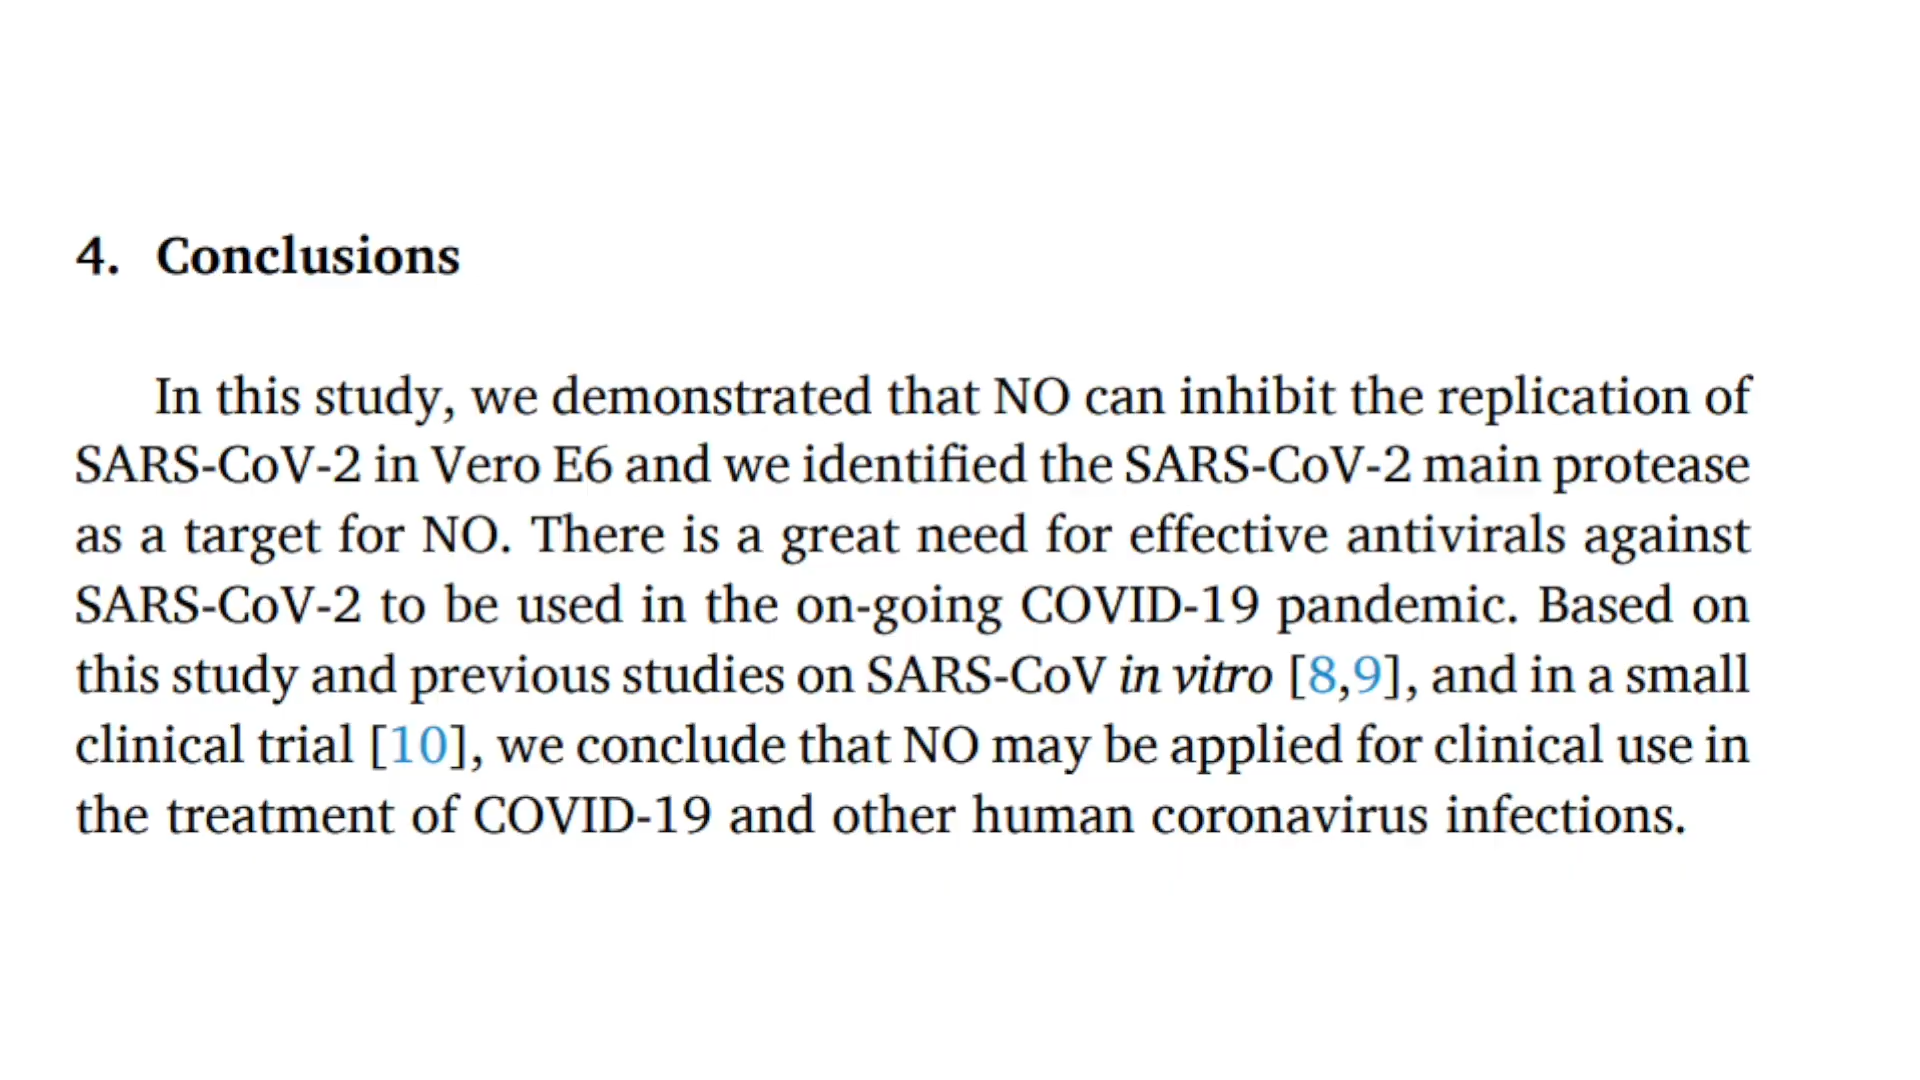 4. Conclusions
In this study, we demonstrated that NO can inhibit the replication of
SARS-CoV-2 in Vero E6 and we identified the SARS-CoV-2 main protease
as a target for NO. There is a great need for effective antivirals against
SARS-CoV-2 to be used in the on-going COVID-19 pandemic. Based on
this study and previous studies on SARS-CoV in vitro [8,9], and in a small
clinical trial [10], we conclude that NO may be applied for clinical use in
the treatment of COVID-19 and other human coronavirus infections.